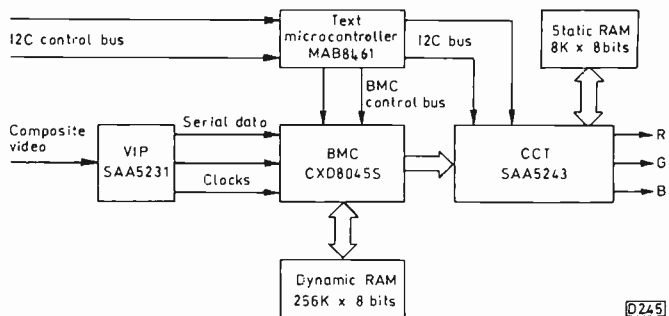 I2C control bus
Text
microcontroller
MAB8461
I2C bus
Static RAM
8K x 8bits
BMC
control bus
Composite
video
VIP
SAA5231
Serial data
Clocks
BMC
CXD8045S
CCT
SAA5243
R
G
B
Dynamic RAM
256K x 8 bits
D245